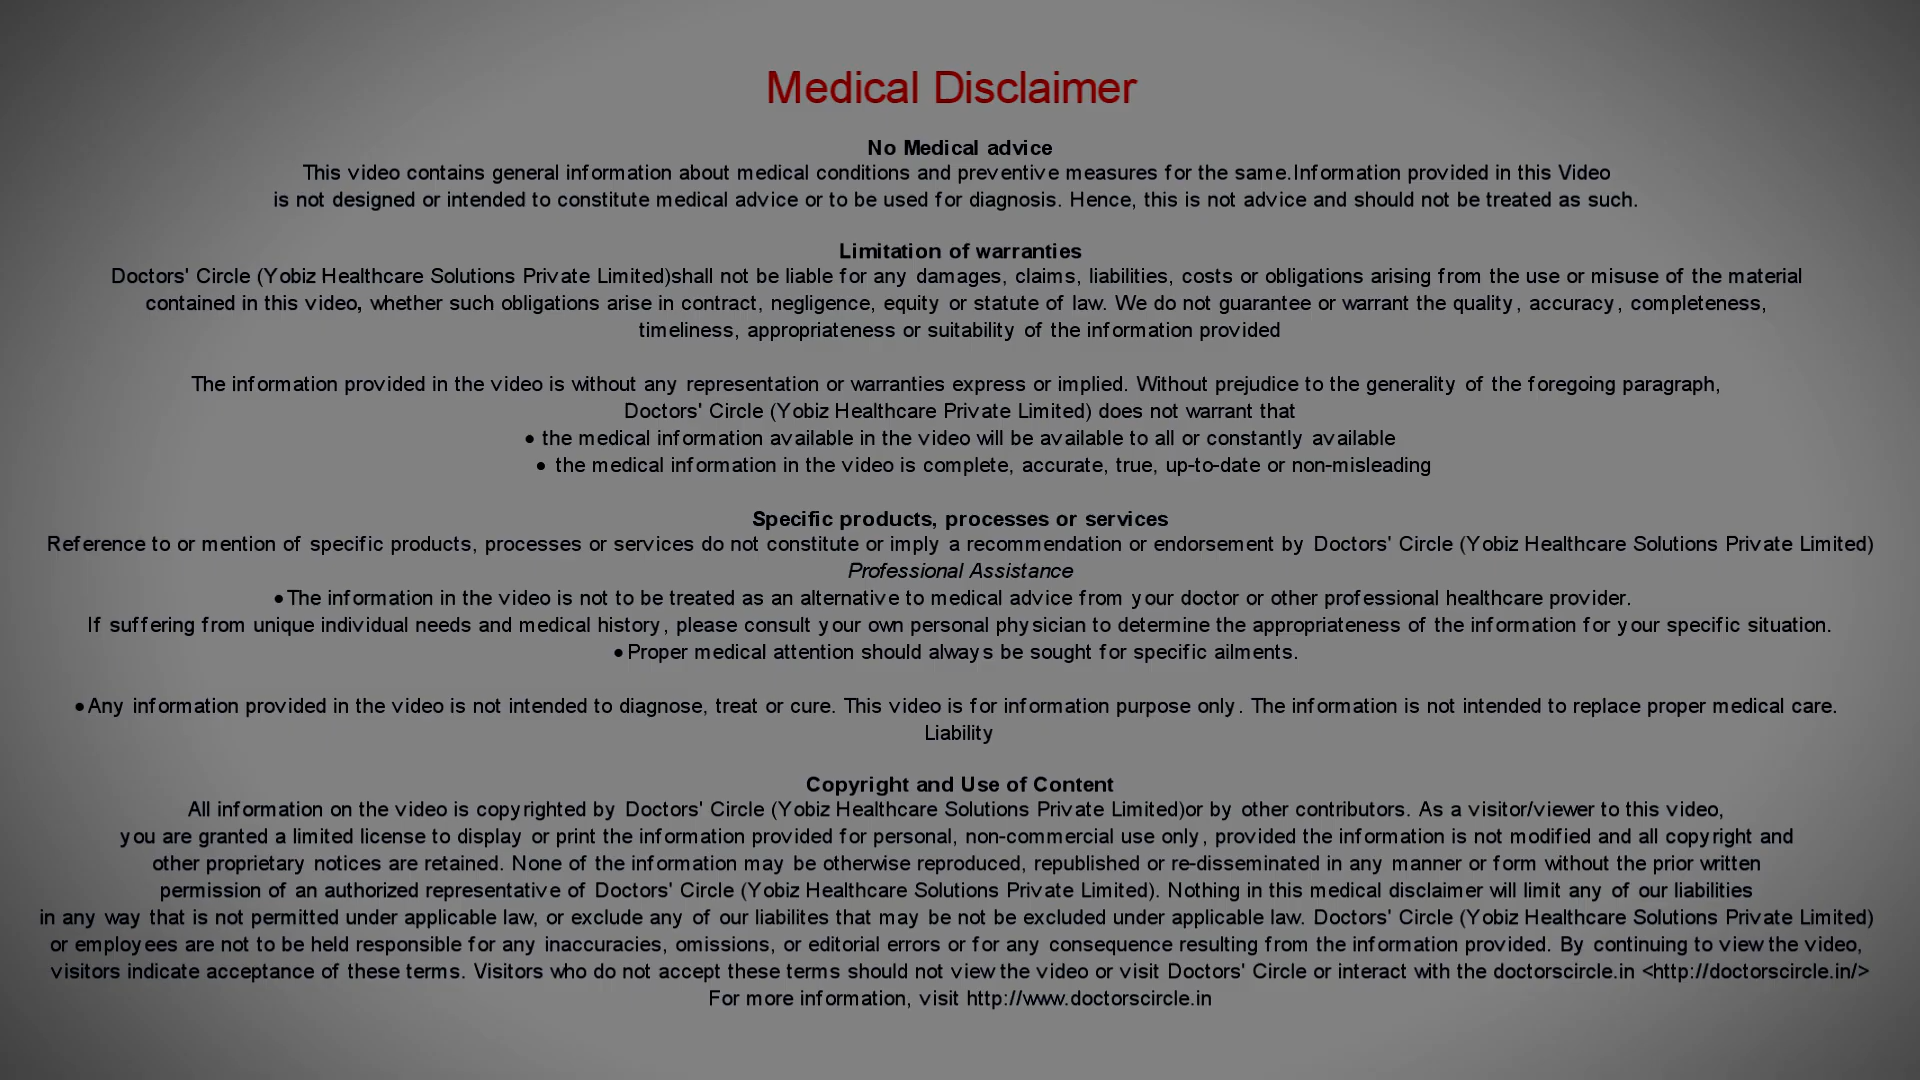 Medical Disclaimer
No Medical advice
This video contains general information about medical conditions and preventive measures for the same.Information provided in this Video
is not designed or intended to constitute medical advice or to be used for diagnosis. Hence, this is not advice and should not be treated as such.
Limitation of warranties
Doctors' Circle (Yobiz Healthcare Solutions Private Limited)shall not be liable for any damages, claims, liabilities, costs or obligations arising from the use or misuse of the material
contained in this video, whether such obligations arise in contract, negligence, equity or statute of law. We do not guarantee or warrant the quality, accuracy, completeness,
timeliness, appropriateness or suitability of the information provided
The information provided in the video is without any representation or warranties express or implied. Without prejudice to the generality of the foregoing paragraph,
Doctors' Circle (Yobiz Healthcare Private Limited) does not warrant that
• the medical information available in the video will be available to all or constantly available
• the medical information in the video is complete, accurate, true, up-to-date or non-misleading
Specific products, processes or services
Reference to or mention of specific products, processes or services do not constitute or imply a recommendation or endorsement by Doctors' Circle (Yobiz Healthcare Solutions Private Limited)
Professional Assistance
•The information in the video is not to be treated as an alternative to medical advice from your doctor or other professional healthcare provider.
If suffering from unique individual needs and medical history, please consult your own personal physician to determine the appropriateness of the information for your specific situation.
•Proper medical attention should always be sought for specific ailments.
•Any information provided in the video is not intended to diagnose, treat or cure. This video is for information purpose only. The information is not intended to replace proper medical care.
Liability
Copyright and Use of Content
All information on the video is copyrighted by Doctors' Circle (Yobiz Healthcare Solutions Private Limited)or by other contributors. As a visitor/viewer to this video,
you are granted a limited license to display or print the information provided for personal, non-commercial use only, provided the information is not modified and all copyright and
other proprietary notices are retained. None of the information may be otherwise reproduced, republished or re-disseminated in any manner or form without the prior written
permission of an authorized representative of Doctors' Circle (Yobiz Healthcare Solutions Private Limited). Nothing in this medical disclaimer will limit any of our liabilities
in any way that is not permitted under applicable law, or exclude any of our liabilites that may be not be excluded under applicable law. Doctors' Circle (Yobiz Healthcare Solutions Private Limited)
or employees are not to be held responsible for any inaccuracies, omissions, or editorial errors or for any consequence resulting from the information provided. By continuing to view the video,
visitors indicate acceptance of these terms. Visitors who do not accept these terms should not view the video or visit Doctors' Circle or interact with the doctorscircle.in <http://doctorscircle.in/>
For more information, visit http://www.doctorscircle.in